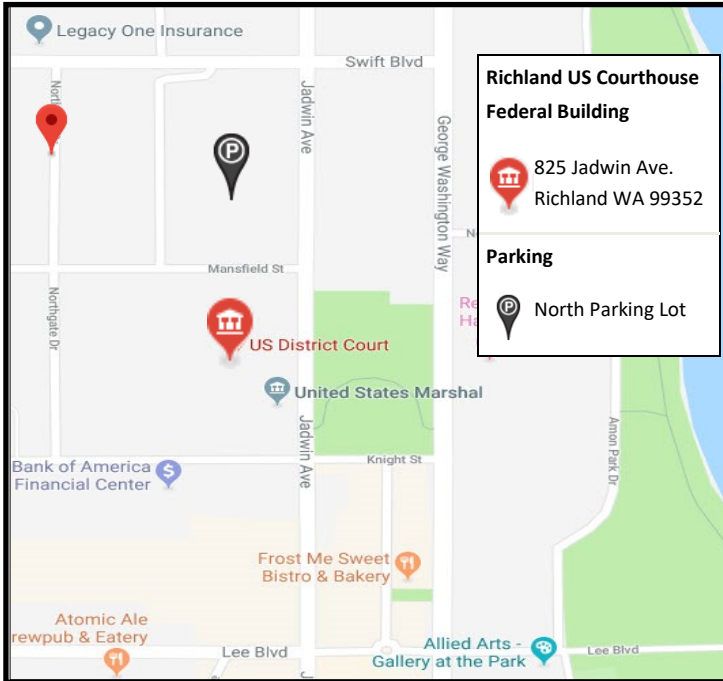 Legacy One Insurance
Swift Blvd
Jadwin Ave
George Washington Way
Richland US Courthouse
Federal Building
825 Jadwin Ave.
Richland WA 99352
Parking
P
North Parking Lot
P
Mansfield St
Northgate Dr
US District Court
United States Marshal
Jadwin Ave
Knight St
Amon Park Dr
Bank of America
Financial Center
$
Frost Me Sweet
Bistro & Bakery
Atomic Ale
rewpub & Eatery
Lee Blvd
Allied Arts -
Gallery at the Park
Lee Blvd